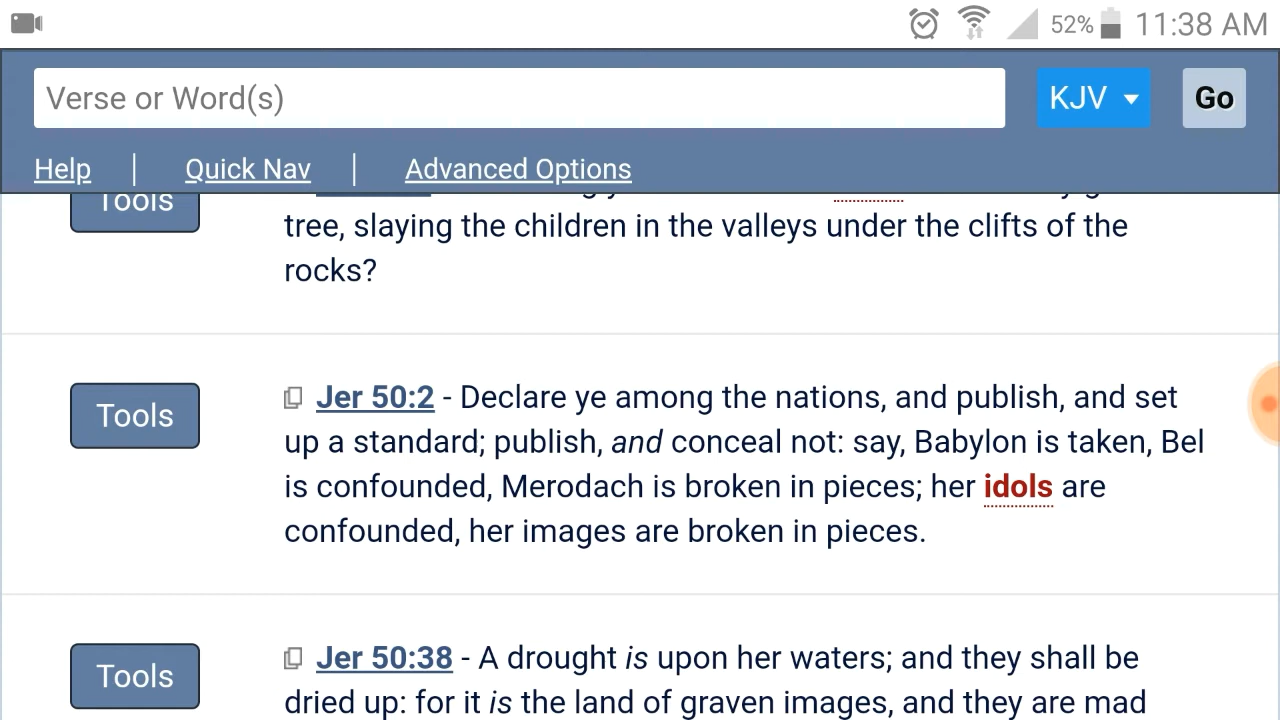 52% 11:38 AM
Verse or Word(s) KJV Go
Help | Quick Nav | Advanced Options
Tools
tree, slaying the children in the valleys under the clifts of the
rocks?
Tools
Jer 50:2 - Declare ye among the nations, and publish, and set
up a standard; publish, and conceal not: say, Babylon is taken, Bel
is confounded, Merodach is broken in pieces; her idols are
confounded, her images are broken in pieces.
Tools
Jer 50:38 - A drought is upon her waters; and they shall be
dried up: for it is the land of graven images, and they are mad